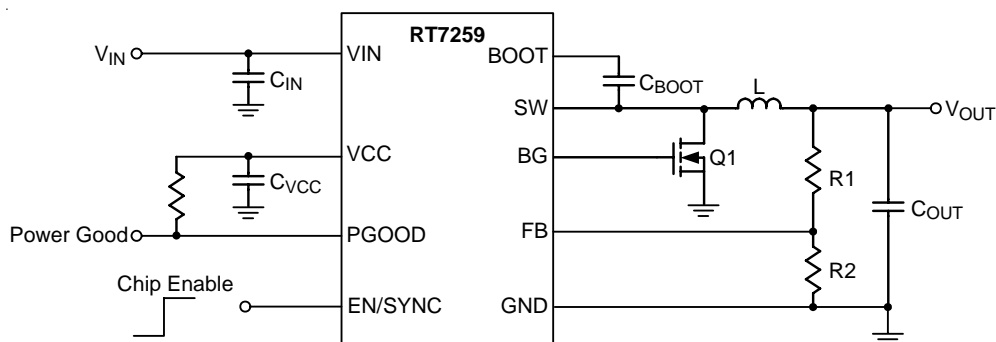 RT7259
VIN
VIN
CIN
BOOT
CBOOT
SW
L
VOUT
VCC
CVCC
BG
Q1
R1
COUT
Power Good
PGOOD
FB
R2
Chip Enable
EN/SYNC
GND